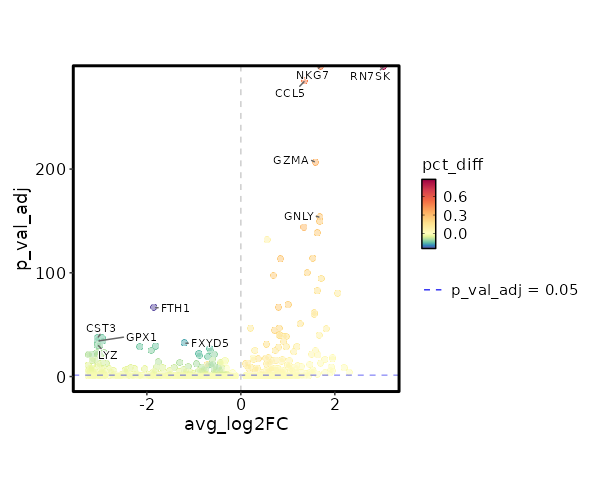 NKG7
RN7SK
CCL5
GZMA
GNLY
FTH1
CST3
GPX1
FXYD5
LYZ
200
100
0
p_val_adj
-2
0
2
avg_log2FC
pct_diff
0.6
0.3
0.0
p_val_adj = 0.05